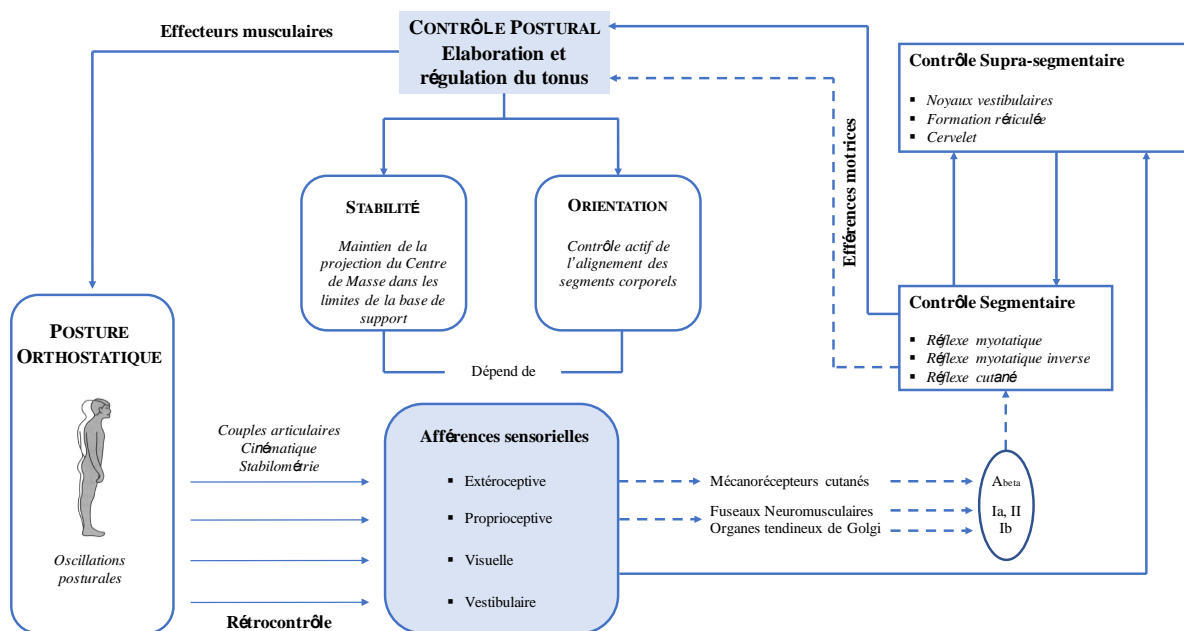 Effecteurs musculaires
CONTRÔLE POSTURAL
Elaboration et
régulation du tonus
Contrôle Supra-segmentaire
▪ Noyaux vestibulaires
▪ Formation réticulée
▪ Cervelet
Efférences motrices
STABILITÉ
Maintien de la
projection du Centre
de Masse dans les
limites de la base de
support
ORIENTATION
Contrôle actif de
l'alignement des
segments corporels
Dépend de
Contrôle Segmentaire
▪ Réflexe myotatique
▪ Réflexe myotatique inverse
▪ Réflexe cutané
POSTURE
ORTHOSTATIQUE
Oscillations
posturales
Couples articulaires
Cinématique
Stabilométrie
Rétrocontrôle
Afférences sensorielles
▪ Extéroceptive
▪ Proprioceptive
▪ Visuelle
▪ Vestibulaire
Mécanorécepteurs cutanés
Fuseaux Neuromusculaires
Organes tendineux de Golgi
Abeta
Ia, II
Ib